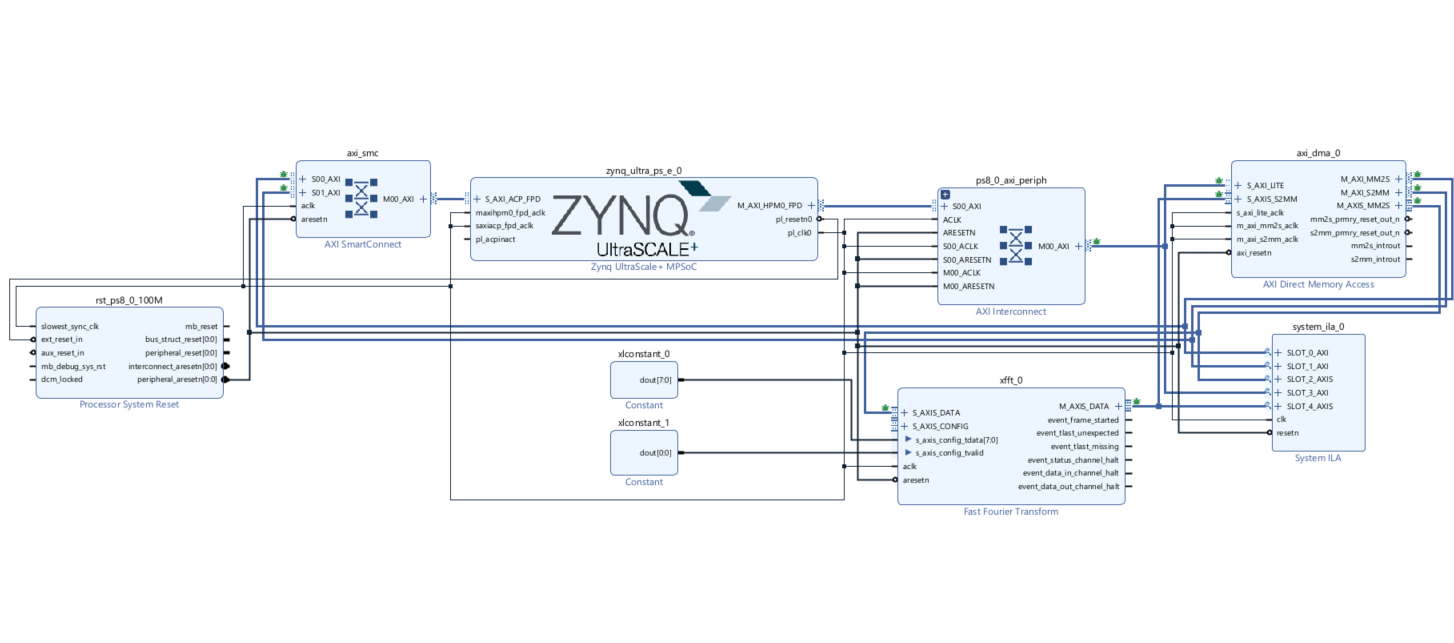 axi_smc
S00_AXI
S01_AXI
aclk
aresetn
M00_AXI
AXI SmartConnect
zynq_ultra_ps_e_0
S_AXI_ACP_FPD
maxihpm0_fpd_aclk
saxiacp_fpd_aclk
pl_acpinact
ZYNQ
UltraSCALE+
M_AXI_HPM0_FPD
pl_resetn0
pl_clk0
Zynq UltraScale+ MPSoC
ps8_0_axi_periph
S00_AXI
ACLK
ARESETN
S00_ACLK
S00_ARESETN
M00_ACLK
M00_ARESETN
M00_AXI
AXI Interconnect
axi_dma_0
S_AXI_LITE
S_AXIS_S2MM
s_axi_lite_aclk
m_axi_mm2s_aclk
m_axi_s2mm_aclk
axi_resetn
M_AXI_MM2S
M_AXI_S2MM
M_AXIS_MM2S
mm2s_prmry_reset_out_n
s2mm_prmry_reset_out_n
mm2s_introut
s2mm_introut
AXI Direct Memory Access
rst_ps8_0_100M
slowest_sync_clk
ext_reset_in
aux_reset_in
mb_debug_sys_rst
dcm_locked
mb_reset
bus_struct_reset[0:0]
peripheral_reset[0:0]
interconnect_aresetn[0:0]
peripheral_aresetn[0:0]
Processor System Reset
xlconstant_0
dout[7:0]
Constant
xlconstant_1
dout[0:0]
Constant
xfft_0
S_AXIS_DATA
S_AXIS_CONFIG
s_axis_config_tdata[7:0]
s_axis_config_tvalid
aclk
aresetn
M_AXIS_DATA
event_frame_started
event_tlast_unexpected
event_tlast_missing
event_status_channel_halt
event_data_in_channel_halt
event_data_out_channel_halt
Fast Fourier Transform
system_ila_0
SLOT_0_AXI
SLOT_1_AXI
SLOT_2_AXIS
SLOT_3_AXI
SLOT_4_AXIS
clk
resetn
System ILA